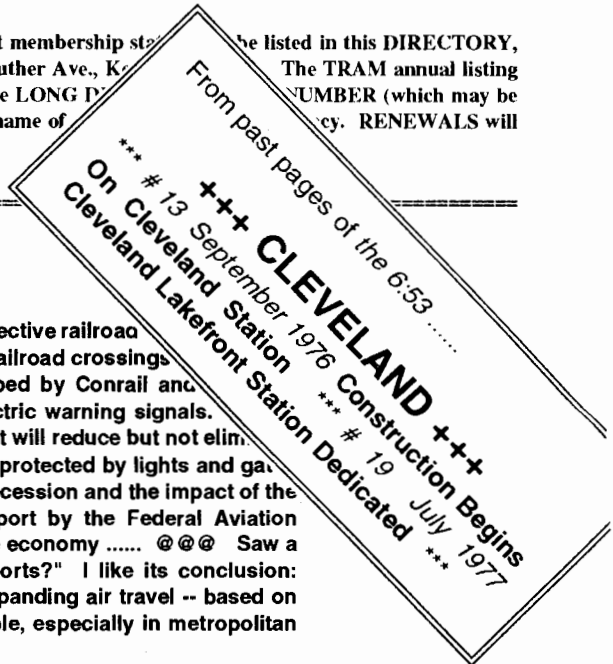 t membership sta be listed in this DIRECTORY,
uther Ave., K The TRAM annual listing
e LONG D NUMBER (which may be
name of cy. RENEWALS will
From past pages of the 6:53 ......
+++ CLEVELAND +++
*** # 13 September 1976 Construction Begins
On Cleveland Station *** # 19 July 1977
Cleveland Lakefront Station Dedicated ***
ective railroad
ailroad crossings
ped by Conrail and
ctric warning signals.
t will reduce but not elim
protected by lights and ga
cession and the impact of the
port by the Federal Aviation
e economy ...... @@@ Saw a
orts?" I like its conclusion:
panding air travel -- based on
ole, especially in metropolitan